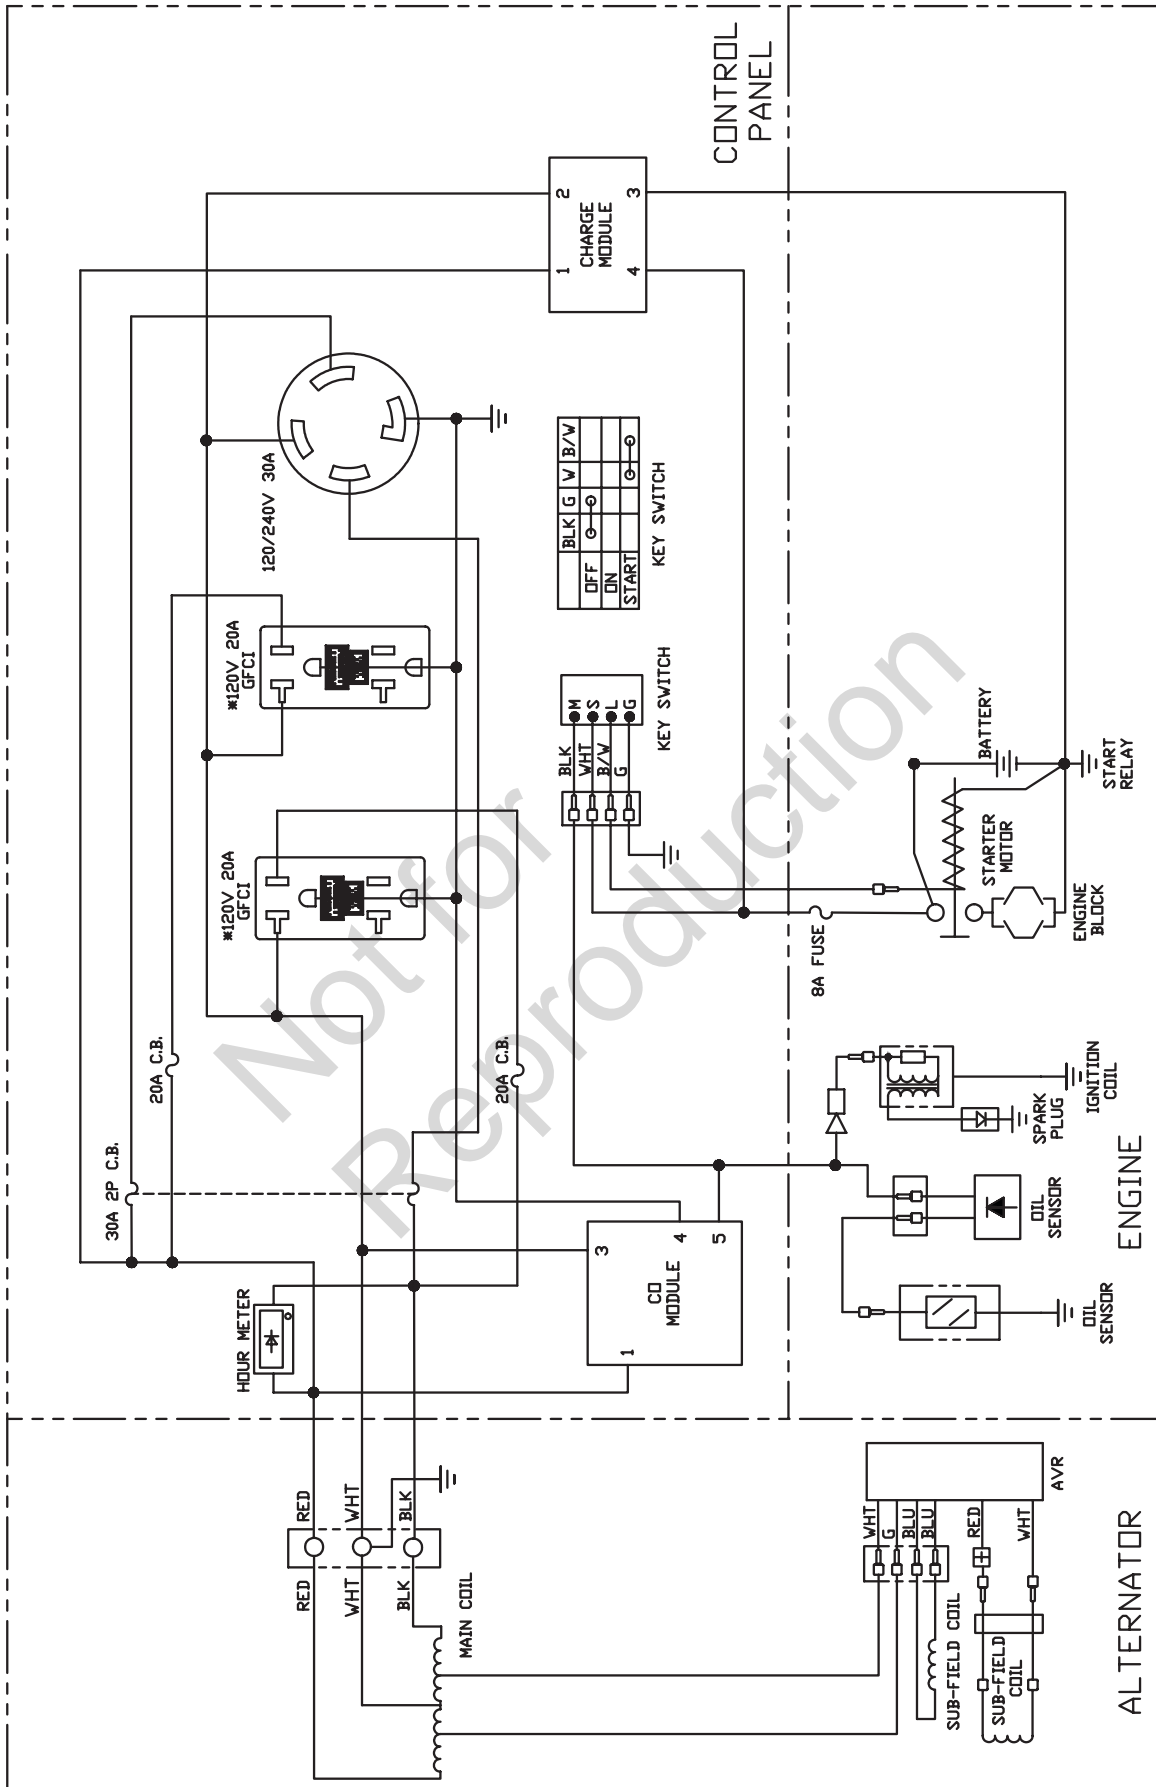 CONTROL
PANEL
CHARGE
MODULE
1
2
3
4
120/240V 30A
*120V 20A
GFCI
*120V 20A
GFCI
BLK G W B/W
OFF
ON
START
KEY SWITCH
KEY SWITCH
M
S
L
G
BLK
WHT
B/W
G
20A C.B.
20A C.B.
30A 2P C.B.
HOUR METER
CO
MODULE
1
3
4
5
8A FUSE
BATTERY
START
RELAY
STARTER
MOTOR
ENGINE
BLOCK
IGNITION
COIL
SPARK
PLUG
OIL
SENSOR
OIL
SENSOR
ENGINE
RED
WHT
BLK
RED
WHT
BLK
MAIN COIL
WHT
G
BLU
BLU
RED
WHT
AVR
SUB-FIELD COIL
SUB-FIELD
COIL
ALTERNATOR
Not for
Reproduction